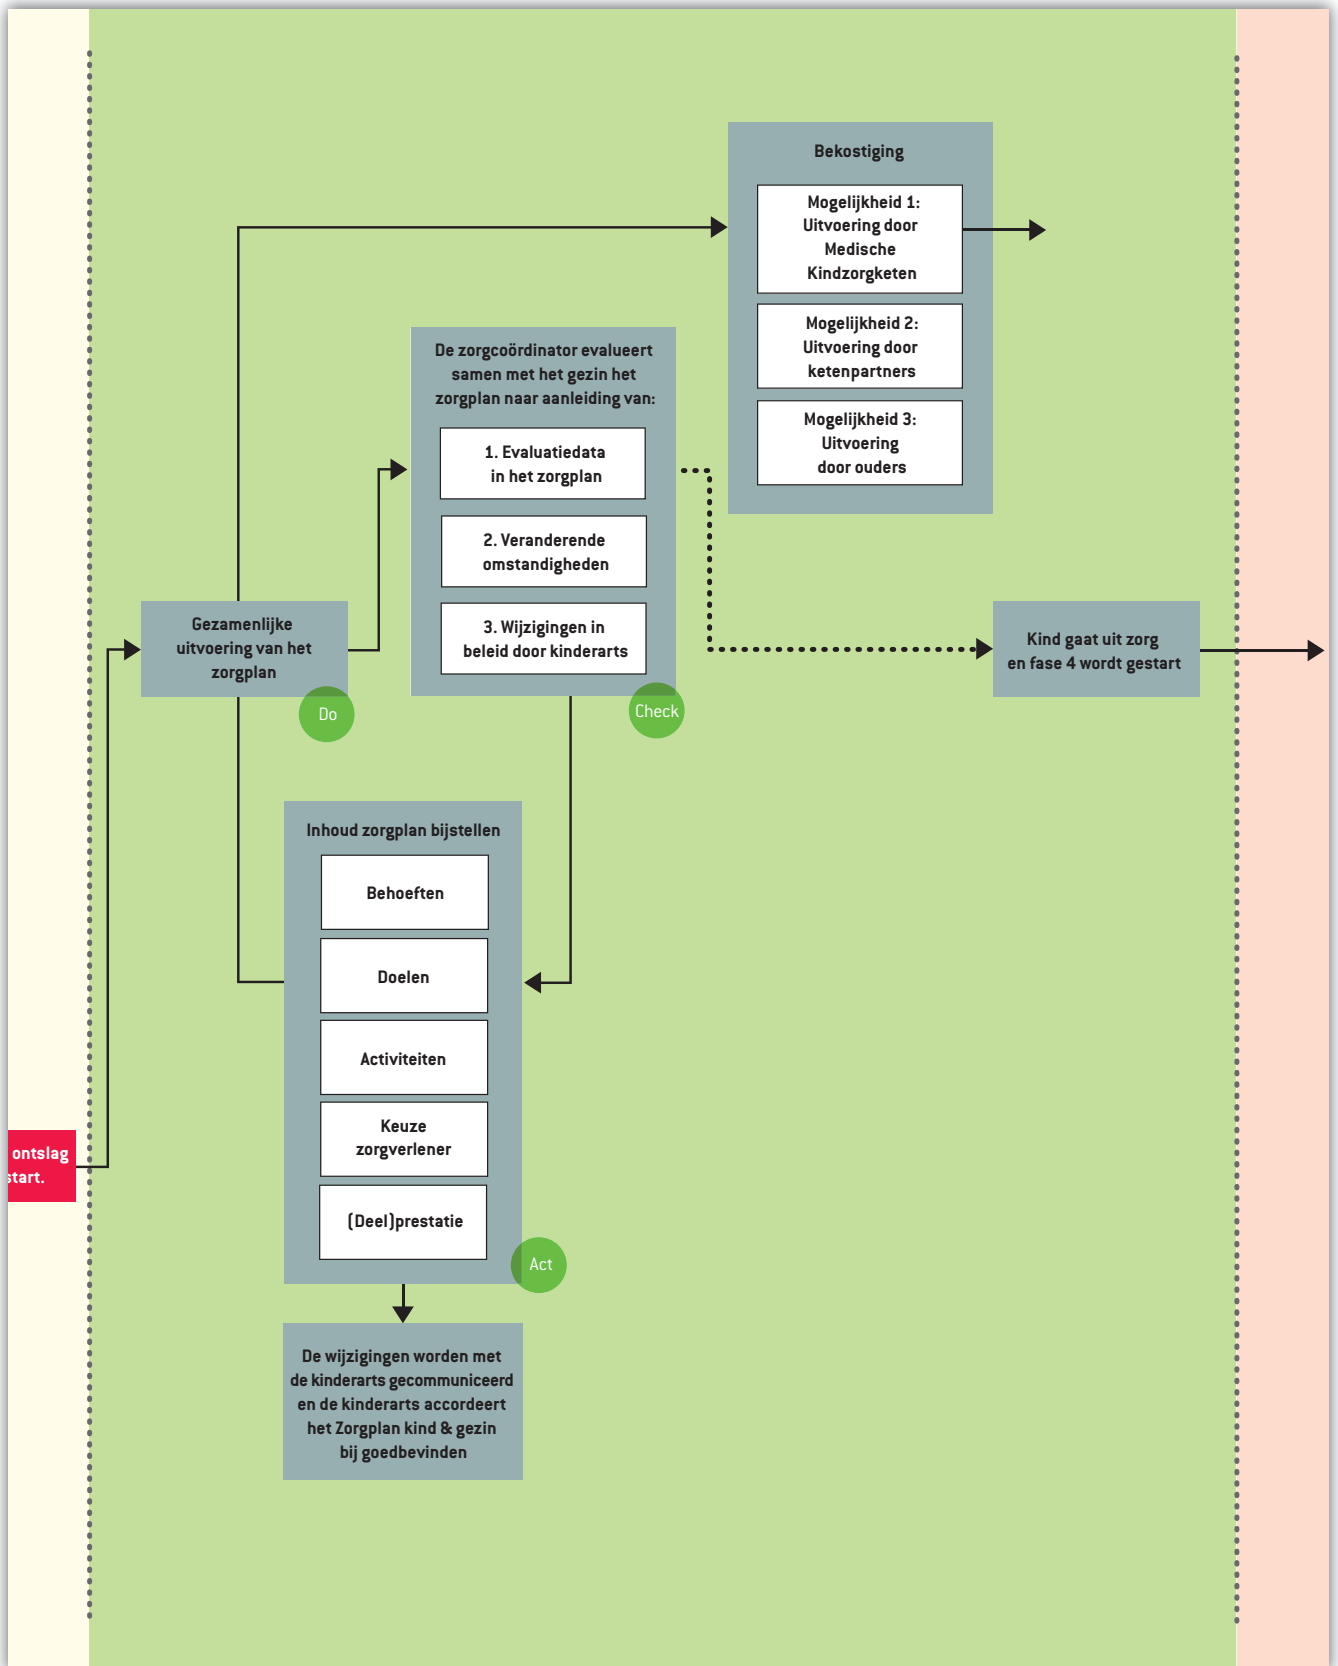 Bekostiging
Mogelijkheid 1:
Uitvoering door
Medische
Kindzorgketen
Mogelijkheid 2:
Uitvoering door
ketenpartners
Mogelijkheid 3:
Uitvoering
door ouders
De zorgcoördinator evalueert
samen met het gezin het
zorgplan naar aanleiding van:
1. Evaluatiedata
in het zorgplan
2. Veranderende
omstandigheden
3. Wijzigingen in
beleid door kinderarts
Check
Gezamenlijke
uitvoering van het
zorgplan
Do
Kind gaat uit zorg
en fase 4 wordt gestart
Inhoud zorgplan bijstellen
Behoeften
Doelen
Activiteiten
Keuze
zorgverlener
(Deel)prestatie
Act
ontslag
start.
De wijzigingen worden met
de kinderarts gecommuniceerd
en de kinderarts accordeert
het Zorgplan kind & gezin
bij goedbevinden